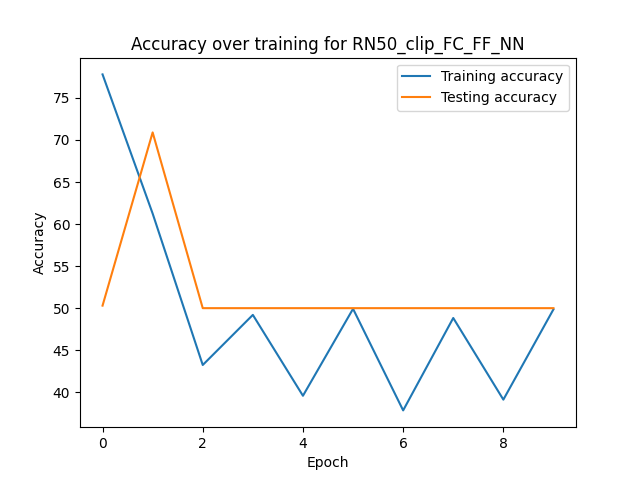 Accuracy over training for RN50_clip_FC_FF_NN
Training accuracy
Testing accuracy
75
70
65
60
55
50
45
40
Accuracy
0 2 4 6 8
Epoch